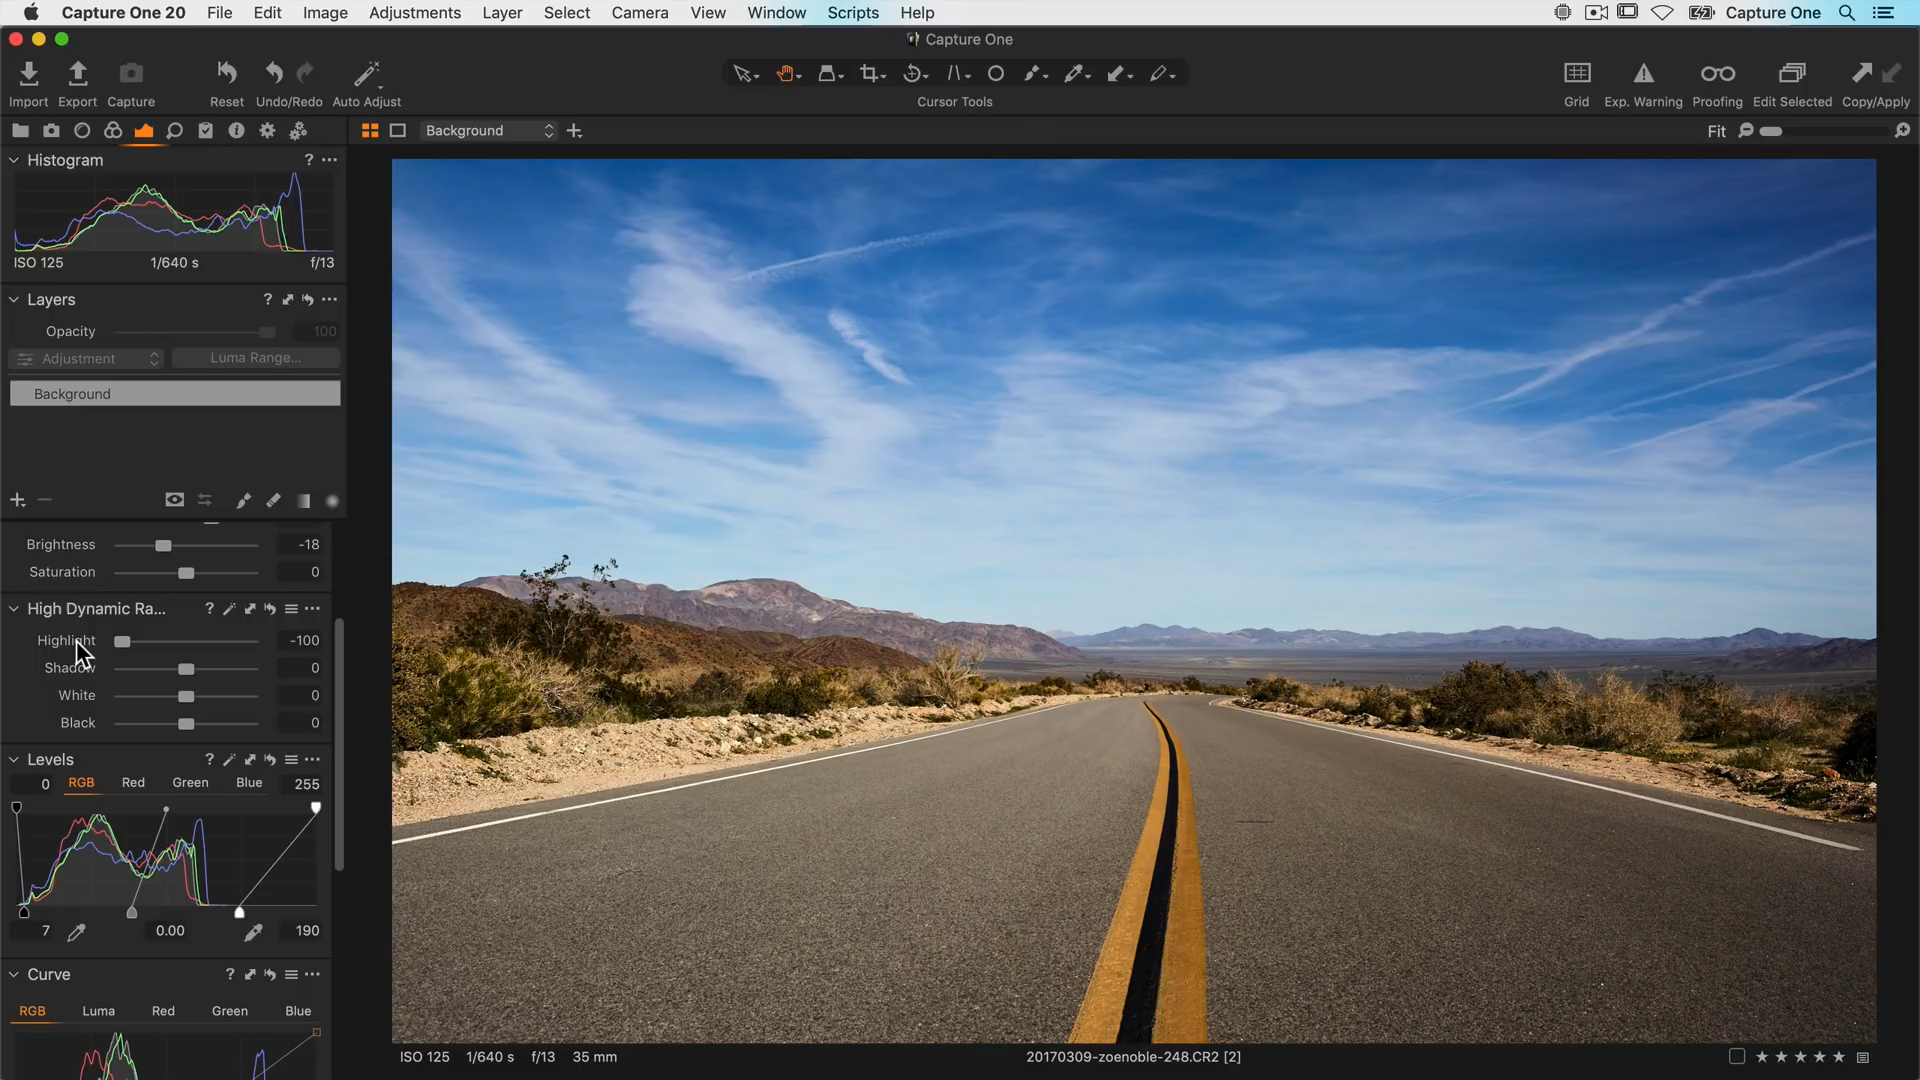 Capture One 20 File Edit Image Adjustments Layer Select Camera View Window Scripts Help Capture One
Capture One
Import Export Capture Reset Undo/Redo Auto Adjust Cursor Tools Grid Exp. Warning Proofing Edit Selected Copy/Apply
Background Fit
Histogram ?
ISO 125 1/640 s f/13
Layers ?
Opacity 100
Adjustment Luma Range...
Background
Brightness -18
Saturation 0
High Dynamic Ra... ?
Highlight -100
Shadow 0
White 0
Black 0
Levels ?
0 RGB Red Green Blue 255
7 0.00 190
Curve ?
RGB Luma Red Green Blue
ISO 125 1/640 s f/13 35 mm 20170309-zoenoble-248.CR2 [2]